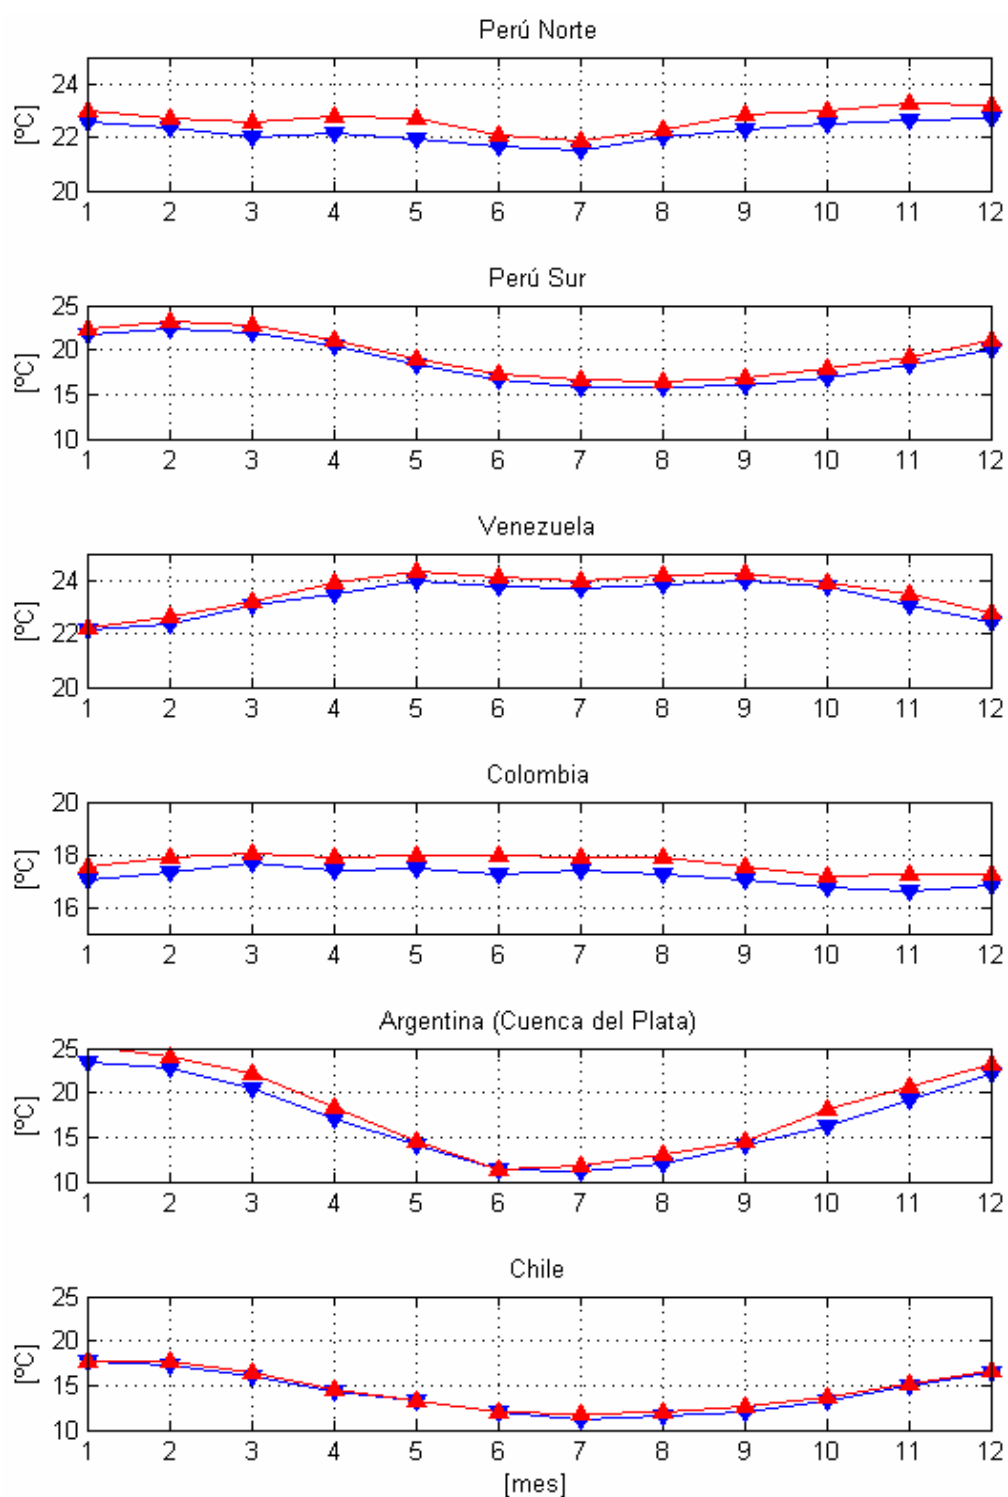 Perú Norte
24
22
20
[ºC]
1 2 3 4 5 6 7 8 9 10 11 12
Perú Sur
25
20
15
10
[ºC]
1 2 3 4 5 6 7 8 9 10 11 12
Venezuela
24
22
20
[ºC]
1 2 3 4 5 6 7 8 9 10 11 12
Colombia
20
18
16
[ºC]
1 2 3 4 5 6 7 8 9 10 11 12
Argentina (Cuenca del Plata)
25
20
15
10
[ºC]
1 2 3 4 5 6 7 8 9 10 11 12
Chile
25
20
15
10
[ºC]
1 2 3 4 5 6 7 8 9 10 11 12
[mes]